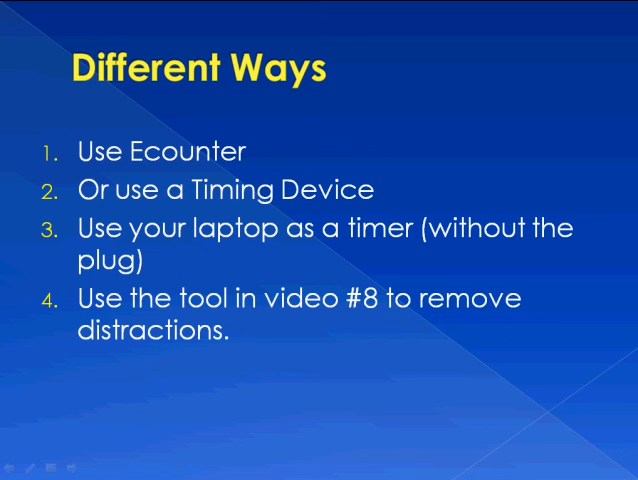 Different Ways
1. Use Ecounter
2. Or use a Timing Device
3. Use your laptop as a timer (without the
plug)
4. Use the tool in video #8 to remove
distractions.